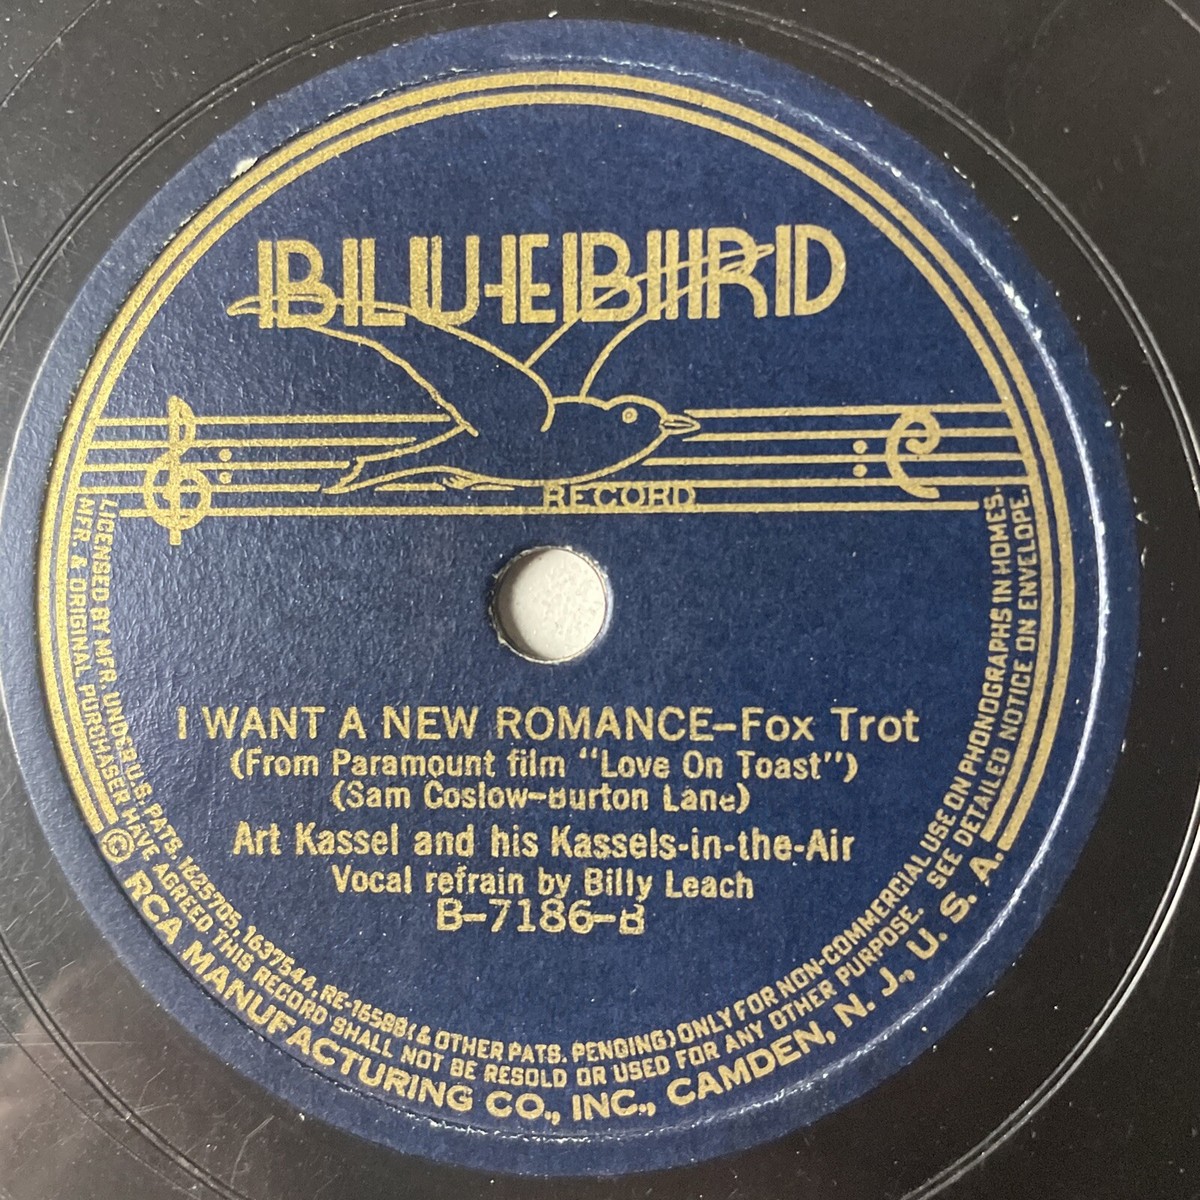 BLUEBIRD
RECORD
I WANT A NEW ROMANCE–Fox Trot
(From Paramount film "Love On Toast")
(Sam Coslow–Burton Lane)
Art Kassel and his Kassels-in-the-Air
Vocal refrain by Billy Leach
B–7186–B
LICENSED BY MFR. UNDER U.S. PATS. 1625705, 1637544, RE-16588 (& OTHER PATS. PENDING) ONLY FOR NON-COMMERCIAL USE ON PHONOGRAPHS IN HOMES.
MFR. & ORIGINAL PURCHASER HAVE AGREED THIS RECORD SHALL NOT BE RESOLD OR USED FOR ANY OTHER PURPOSE. SEE DETAILED NOTICE ON ENVELOPE.
© RCA MANUFACTURING CO., INC., CAMDEN, N. J., U. S. A.